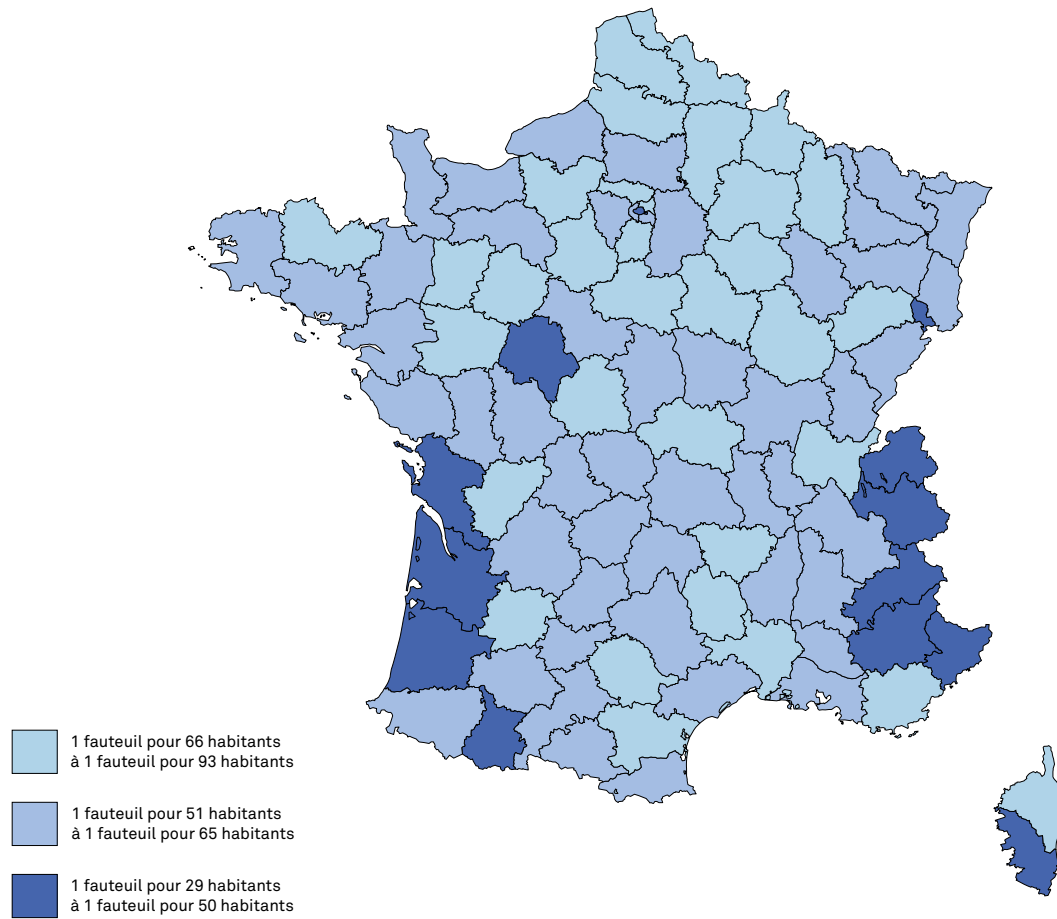 1 fauteuil pour 66 habitants
à 1 fauteuil pour 93 habitants
1 fauteuil pour 51 habitants
à 1 fauteuil pour 65 habitants
1 fauteuil pour 29 habitants
à 1 fauteuil pour 50 habitants